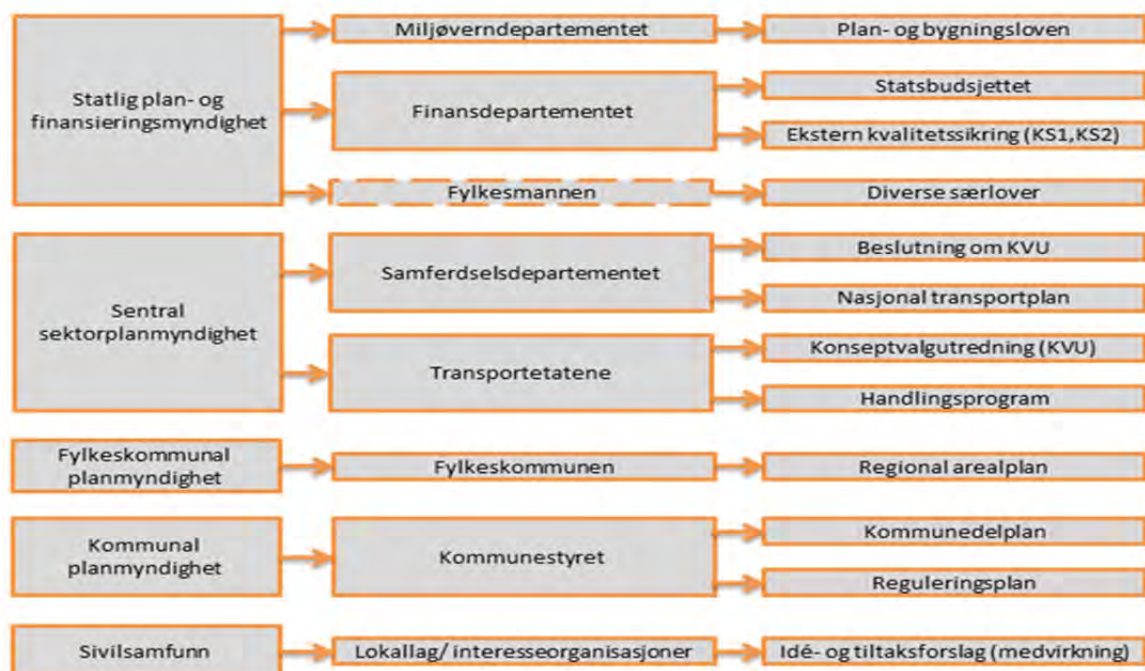 Statlig plan- og
finansieringsmyndighet
Miljøverndepartementet
Plan- og bygningsloven
Finansdepartementet
Statsbudsjettet
Ekstern kvalitetssikring (KS1,KS2)
Fylkesmannen
Diverse særlover
Sentral
sektorplanmyndighet
Samferdselsdepartementet
Beslutning om KVU
Nasjonal transportplan
Transportetatene
Konseptvalgutredning (KVU)
Handlingsprogram
Fylkeskommunal
planmyndighet
Fylkeskommunen
Regional arealplan
Kommunal
planmyndighet
Kommunestyret
Kommunedelplan
Reguleringsplan
Sivilsamfunn
Lokallag/ interesseorganisasjoner
Idé- og tiltaksforslag (medvirkning)